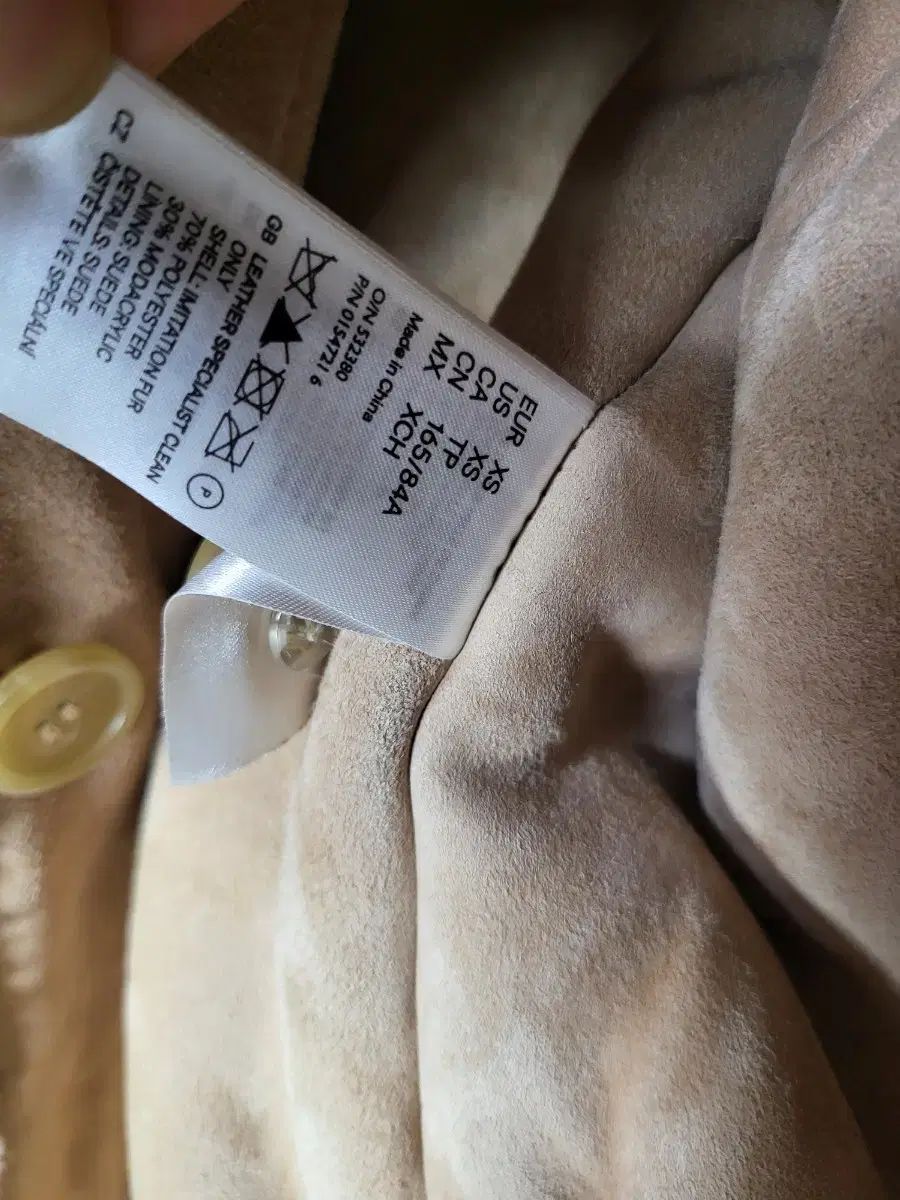 EUR XS
US XS
CA TP
CN 165/84A
MX XCH
Made in China
O/N 532380
P/N 0154721 6
P
GB LEATHER SPECIALIST CLEAN
ONLY
SHELL: IMITATION FUR
70% POLYESTER
30% MODACRYLIC
LINING: SUEDE
DETAILS: SUEDE
CZ ČISTĚTE VE SPECIÁLNÍ